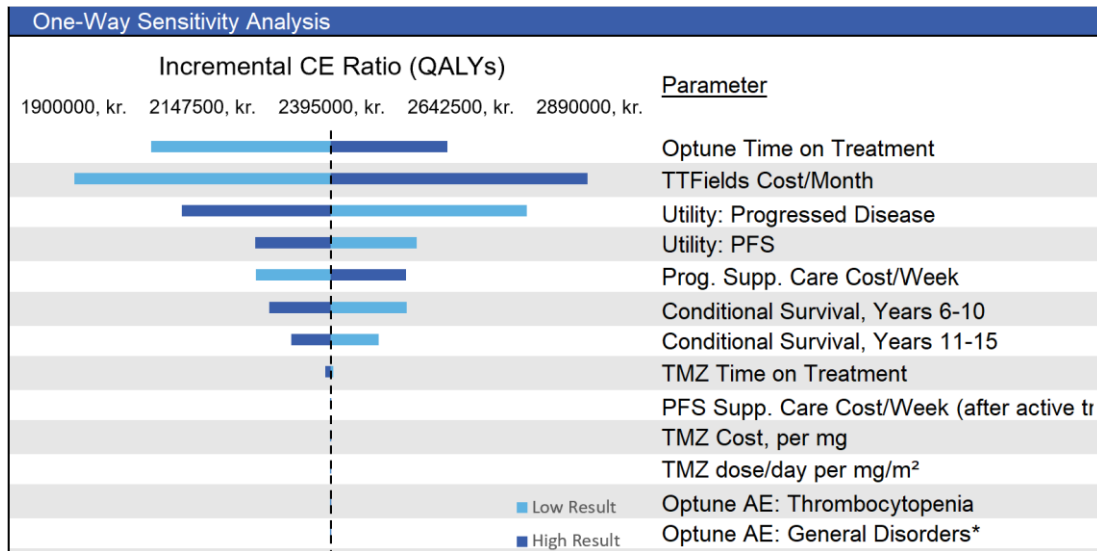 One-Way Sensitivity Analysis
Incremental CE Ratio (QALYs)
Parameter
1900000, kr. 2147500, kr. 2395000, kr. 2642500, kr. 2890000, kr.
Optune Time on Treatment
TTFields Cost/Month
Utility: Progressed Disease
Utility: PFS
Prog. Supp. Care Cost/Week
Conditional Survival, Years 6-10
Conditional Survival, Years 11-15
TMZ Time on Treatment
PFS Supp. Care Cost/Week (after active tr
TMZ Cost, per mg
TMZ dose/day per mg/m²
Low Result Optune AE: Thrombocytopenia
High Result Optune AE: General Disorders*